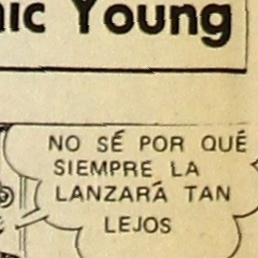 ic Young
NO SÉ POR QUÉ
SIEMPRE LA
LANZARÁ TAN
LEJOS